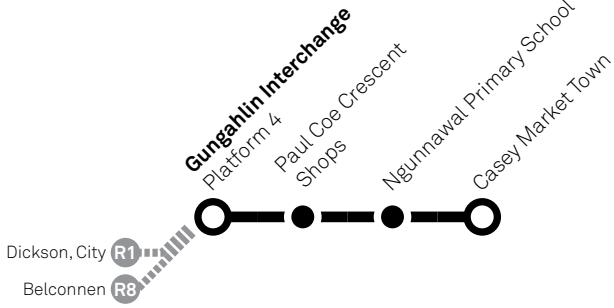 Gungahlin Interchange
Platform 4
Paul Coe Crescent
Shops
Ngunnawal Primary School
Casey Market Town
Dickson, City R1
Belconnen R8